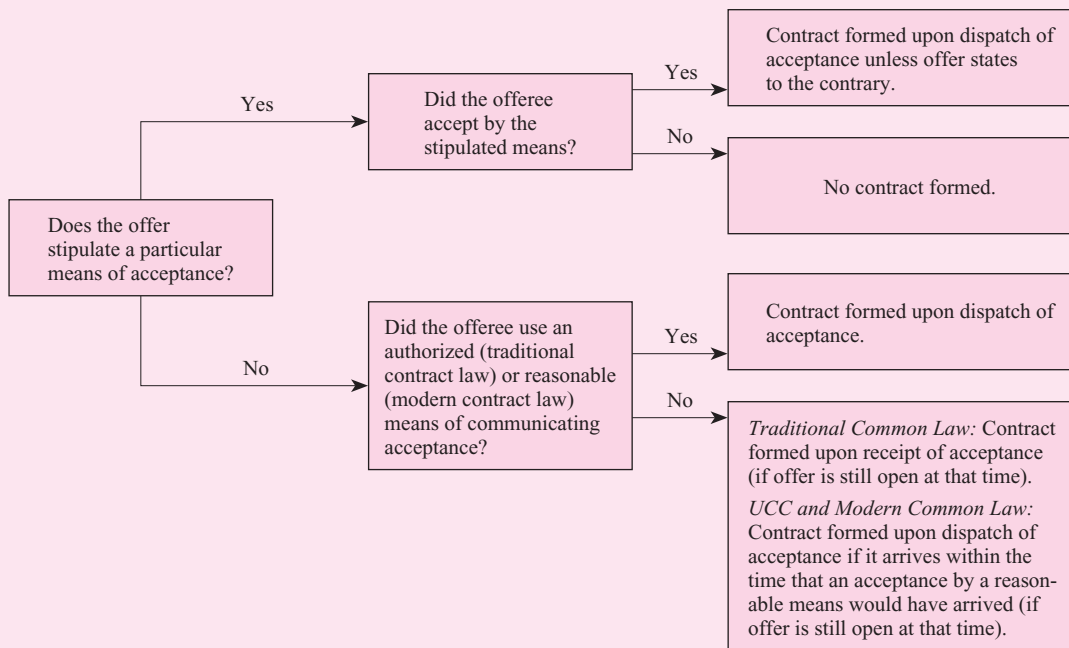 Does the offer
stipulate a particular
means of acceptance?
Yes
Did the offeree
accept by the
stipulated means?
Yes
Contract formed upon dispatch of
acceptance unless offer states
to the contrary.
No
No contract formed.
No
Did the offeree use an
authorized (traditional
contract law) or reasonable
(modern contract law)
means of communicating
acceptance?
Yes
Contract formed upon dispatch of
acceptance.
No
Traditional Common Law: Contract
formed upon receipt of acceptance
(if offer is still open at that time).
UCC and Modern Common Law:
Contract formed upon dispatch of
acceptance if it arrives within the
time that an acceptance by a reason-
able means would have arrived (if
offer is still open at that time).